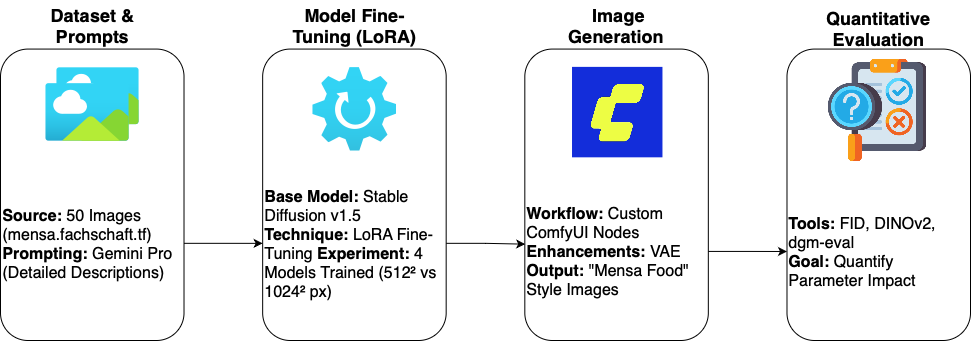 Dataset &
Prompts
Source: 50 Images
(mensa.fachschaft.tf)
Prompting: Gemini Pro
(Detailed Descriptions)
Model Fine-
Tuning (LoRA)
Base Model: Stable
Diffusion v1.5
Technique: LoRA Fine-
Tuning Experiment: 4
Models Trained (512² vs
1024² px)
Image
Generation
Workflow: Custom
ComfyUI Nodes
Enhancements: VAE
Output: "Mensa Food"
Style Images
Quantitative
Evaluation
?
Tools: FID, DINOv2,
dgm-eval
Goal: Quantify
Parameter Impact